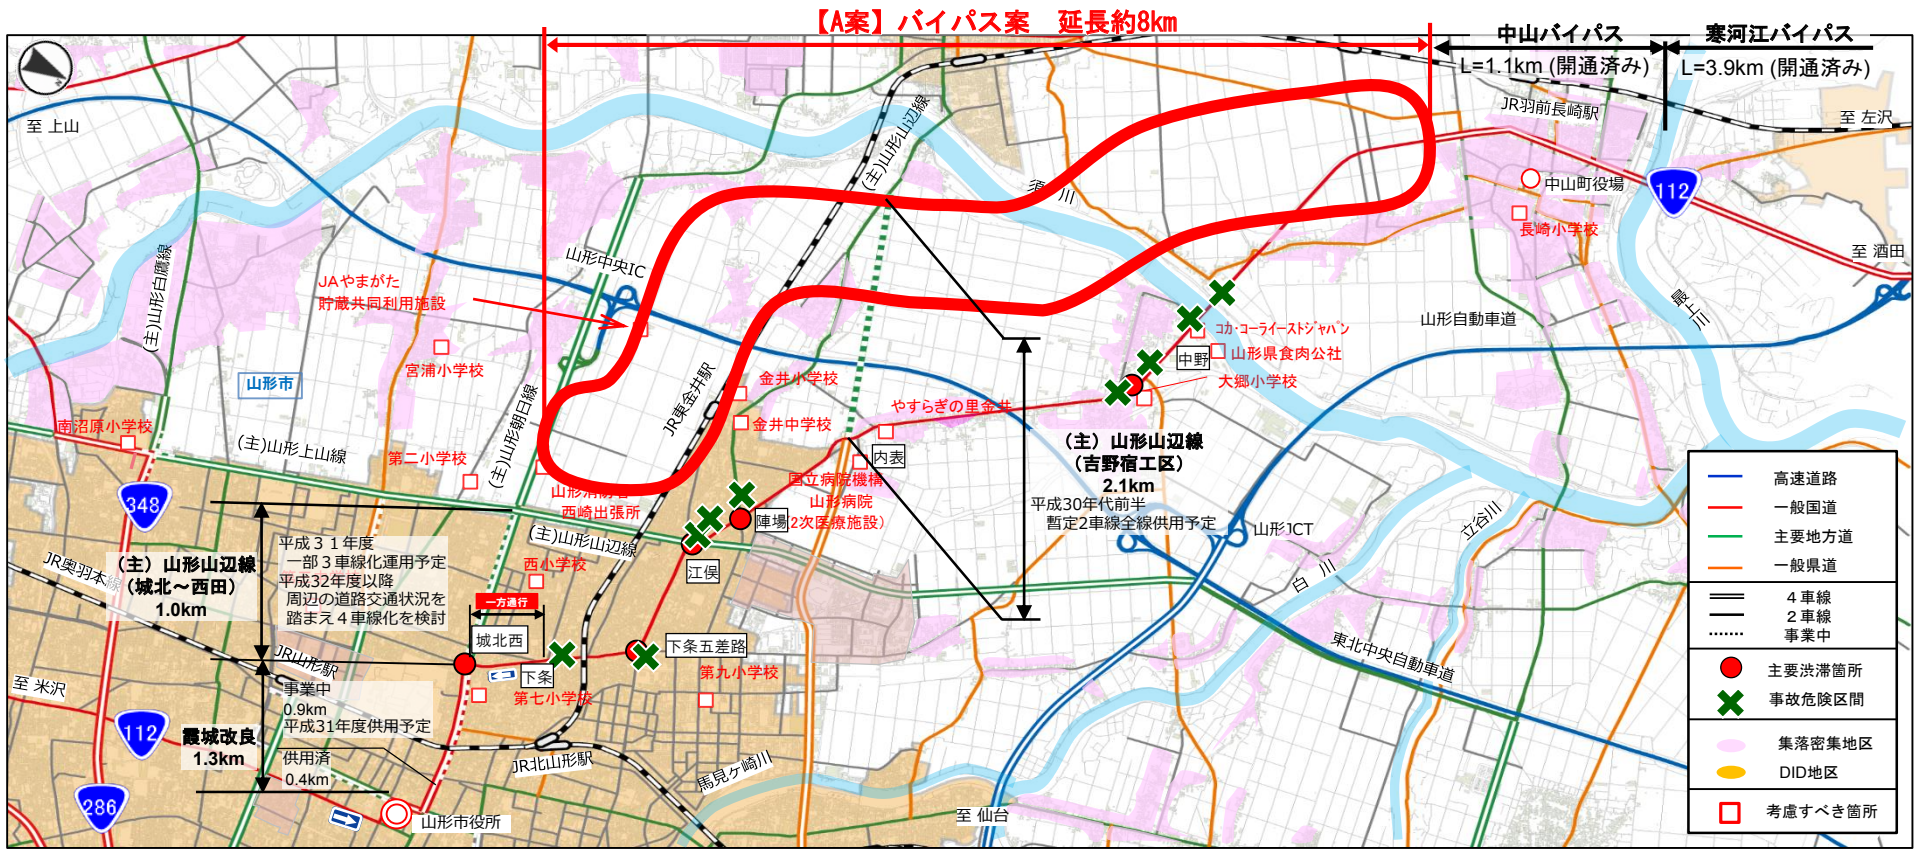 【A案】バイパス案　延長約8km
中山バイパス
L=1.1km (開通済み)
寒河江バイパス
L=3.9km (開通済み)
至 上山
JR羽前長崎駅
至 左沢
(主)山形山辺線
須 川
中山町役場
112
長崎小学校
(主)山形白鷹線
山形中央IC
至 酒田
JAやまがた
貯蔵共同利用施設
最上川
山形自動車道
コカ・コーライーストジャパン
山形県食肉公社
中野
宮浦小学校
山形市
JR東金井駅
金井小学校
大郷小学校
やすらぎの里金井
金井中学校
南沼原小学校
(主)山形上山線
第二小学校
(主)山形朝日線
内表
(主) 山形山辺線
(吉野宿工区)
2.1km
平成30年代前半
暫定2車線全線供用予定
国立病院機構
山形病院
(2次医療施設)
山形消防署
西崎出張所
陣場
348
(主)山形山辺線
江俣
山形JCT
立谷川
白 川
JR奥羽本線
(主) 山形山辺線
(城北～西田)
1.0km
平成３１年度
一部３車線化運用予定
平成32年度以降
周辺の道路交通状況を
踏まえ４車線化を検討
西小学校
一方通行
城北西
下条
下条五差路
第九小学校
第七小学校
東北中央自動車道
JR山形駅
至 米沢
事業中
0.9km
平成31年度供用予定
112
霞城改良
1.3km
供用済
0.4km
JR北山形駅
馬見ヶ崎川
286
山形市役所
至 仙台
高速道路
一般国道
主要地方道
一般県道
４車線
２車線
事業中
主要渋滞箇所
事故危険区間
集落密集地区
DID地区
考慮すべき箇所